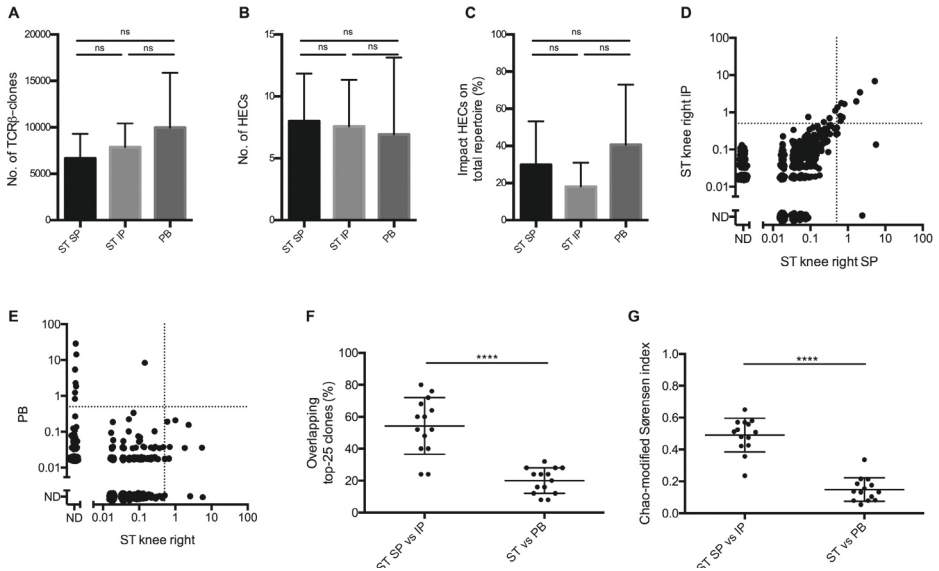 A
B
C
D
20000
15000
10000
5000
0
No. of TCRβ–clones
ns
ns
ns
ST SP
ST IP
PB
15
10
5
0
No. of HECs
ns
ns
ns
ST SP
ST IP
PB
100
80
60
40
20
0
Impact HECs on
total repertoire (%)
ns
ns
ns
ST SP
ST IP
PB
100
10
1
0.1
0.01
ND
ST knee right IP
ND
0.01
0.1
1
10
100
ST knee right SP
E
F
G
100
10
1
0.1
0.01
ND
PB
ND
0.01
0.1
1
10
100
ST knee right
100
80
60
40
20
0
Overlapping
top-25 clones (%)
****
ST SP vs IP
ST vs PB
1.0
0.8
0.6
0.4
0.2
0.0
Chao-modified Sørensen index
****
ST SP vs IP
ST vs PB